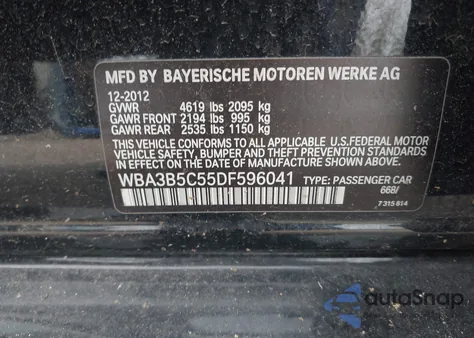 MFD BY BAYERISCHE MOTOREN WERKE AG
12-2012
GVWR 4619 lbs 2095 kg
GAWR FRONT 2194 lbs 995 kg
GAWR REAR 2535 lbs 1150 kg
THIS VEHICLE CONFORMS TO ALL APPLICABLE U.S.FEDERAL MOTOR
VEHICLE SAFETY, BUMPER AND THEFT PREVENTION STANDARDS
IN EFFECT ON THE DATE OF MANUFACTURE SHOWN ABOVE.
WBA3B5C55DF596041 TYPE: PASSENGER CAR
668/
7 315 814
autoSnap